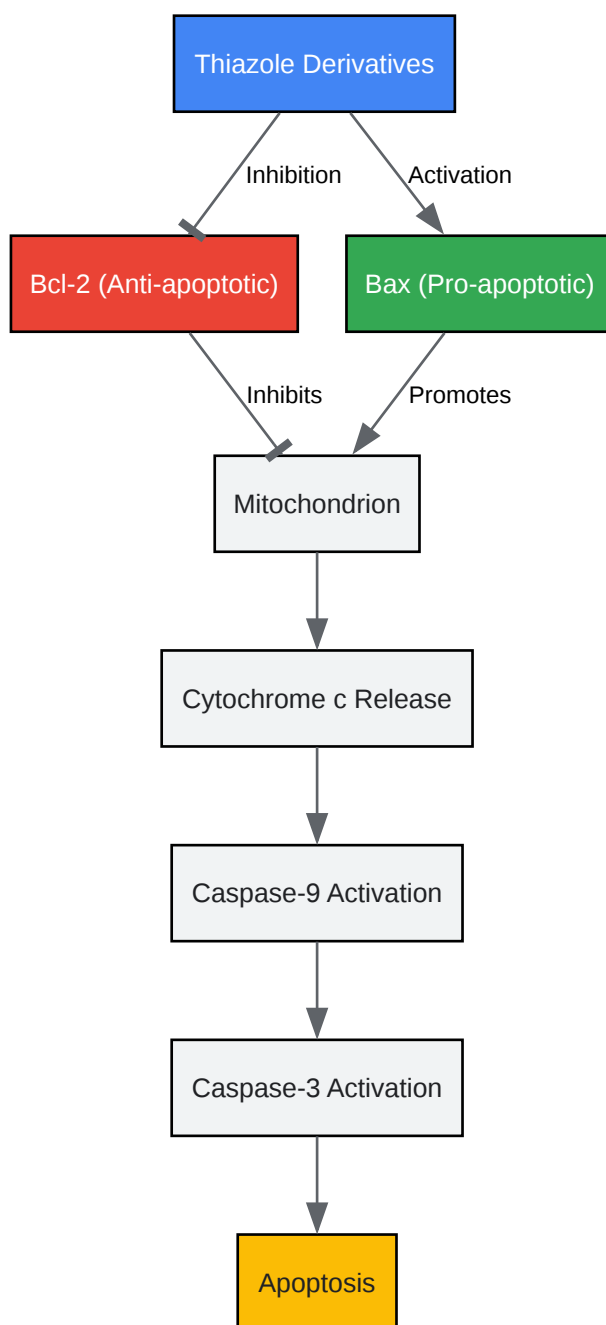 Thiazole Derivatives
Inhibition
Activation
Bcl-2 (Anti-apoptotic)
Bax (Pro-apoptotic)
Inhibits
Promotes
Mitochondrion
Cytochrome c Release
Caspase-9 Activation
Caspase-3 Activation
Apoptosis